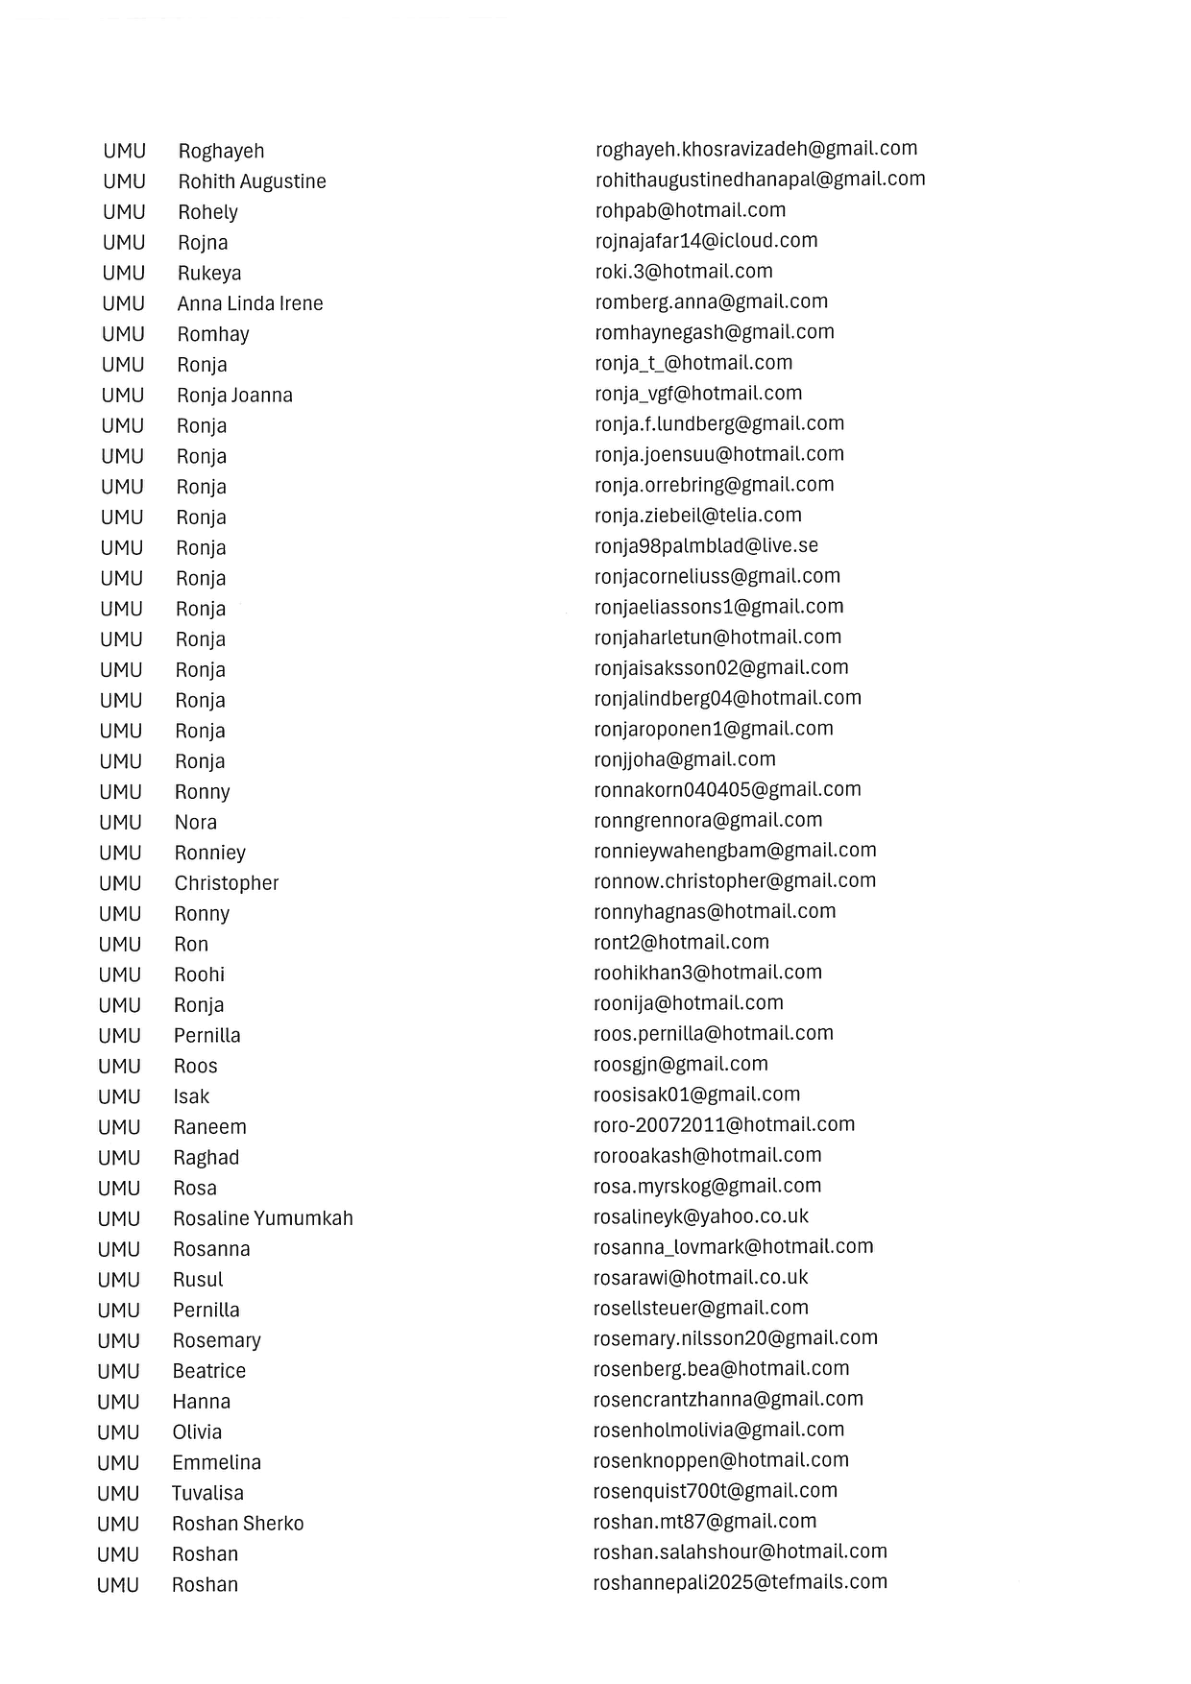 UMU Roghayeh roghayeh.khosravizadeh@gmail.com
UMU Rohith Augustine rohithaugustinedhanapal@gmail.com
UMU Rohely rohpab@hotmail.com
UMU Rojna rojnajafar14@icloud.com
UMU Rukeya roki.3@hotmail.com
UMU Anna Linda Irene romberg.anna@gmail.com
UMU Romhay romhaynegash@gmail.com
UMU Ronja ronja_t_@hotmail.com
UMU Ronja Joanna ronja_vgf@hotmail.com
UMU Ronja ronja.f.lundberg@gmail.com
UMU Ronja ronja.joensuu@hotmail.com
UMU Ronja ronja.orrebring@gmail.com
UMU Ronja ronja.ziebeil@telia.com
UMU Ronja ronja98palmblad@live.se
UMU Ronja ronjacorneliuss@gmail.com
UMU Ronja ronjaeliassons1@gmail.com
UMU Ronja ronjaharletun@hotmail.com
UMU Ronja ronjaisaksson02@gmail.com
UMU Ronja ronjalindberg04@hotmail.com
UMU Ronja ronjaroponen1@gmail.com
UMU Ronja ronjjoha@gmail.com
UMU Ronny ronnakorn040405@gmail.com
UMU Nora ronngrennora@gmail.com
UMU Ronniey ronnieywahengbam@gmail.com
UMU Christopher ronnow.christopher@gmail.com
UMU Ronny ronnyhagnas@hotmail.com
UMU Ron ront2@hotmail.com
UMU Roohi roohikhan3@hotmail.com
UMU Ronja roonija@hotmail.com
UMU Pernilla roos.pernilla@hotmail.com
UMU Roos roosgjn@gmail.com
UMU Isak roosisak01@gmail.com
UMU Raneem roro-20072011@hotmail.com
UMU Raghad rorooakash@hotmail.com
UMU Rosa rosa.myrskog@gmail.com
UMU Rosaline Yumumkah rosalineyk@yahoo.co.uk
UMU Rosanna rosanna_lovmark@hotmail.com
UMU Rusul rosarawi@hotmail.co.uk
UMU Pernilla rosellsteuer@gmail.com
UMU Rosemary rosemary.nilsson20@gmail.com
UMU Beatrice rosenberg.bea@hotmail.com
UMU Hanna rosencrantzhanna@gmail.com
UMU Olivia rosenholmolivia@gmail.com
UMU Emmelina rosenknoppen@hotmail.com
UMU Tuvalisa rosenquist700t@gmail.com
UMU Roshan Sherko roshan.mt87@gmail.com
UMU Roshan roshan.salahshour@hotmail.com
UMU Roshan roshannepali2025@tefmails.com